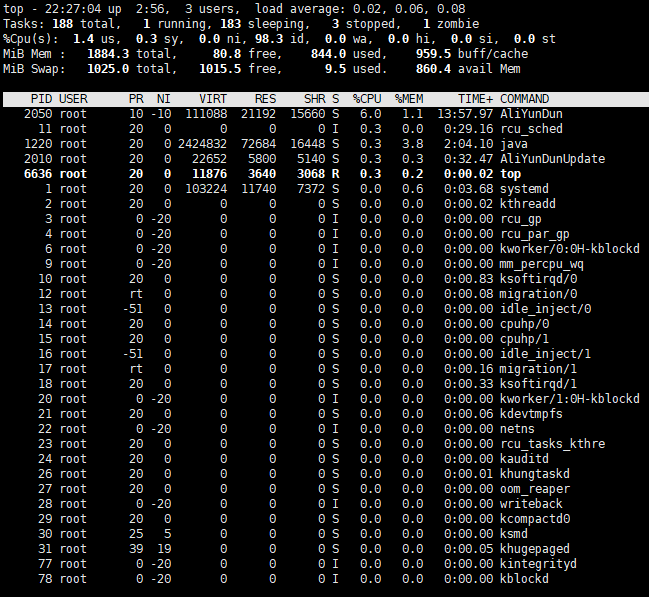 top - 22:27:04 up  2:56,  3 users,  load average: 0.02, 0.06, 0.08
Tasks: 188 total,   1 running, 183 sleeping,   3 stopped,   1 zombie
%Cpu(s):  1.4 us,  0.3 sy,  0.0 ni, 98.3 id,  0.0 wa,  0.0 hi,  0.0 si,  0.0 st
MiB Mem :   1884.3 total,     80.8 free,    844.0 used,    959.5 buff/cache
MiB Swap:   1025.0 total,   1015.5 free,      9.5 used.    860.4 avail Mem
PID USER      PR  NI    VIRT    RES    SHR S  %CPU  %MEM     TIME+ COMMAND
2050 root      10 -10  111088  21192  15660 S   6.0   1.1  13:57.97 AliYunDun
11 root      20   0       0      0      0 I   0.3   0.0   0:29.16 rcu_sched
1220 root      20   0 2424832  72684  16448 S   0.3   3.8   2:04.10 java
2010 root      20   0   22652   5800   5140 S   0.3   0.3   0:32.47 AliYunDunUpdate
6636 root      20   0   11876   3640   3068 R   0.3   0.2   0:00.02 top
1 root      20   0  103224  11740   7372 S   0.0   0.6   0:03.68 systemd
2 root      20   0       0      0      0 S   0.0   0.0   0:00.02 kthreadd
3 root       0 -20       0      0      0 I   0.0   0.0   0:00.00 rcu_gp
4 root       0 -20       0      0      0 I   0.0   0.0   0:00.00 rcu_par_gp
6 root       0 -20       0      0      0 I   0.0   0.0   0:00.00 kworker/0:0H-kblockd
9 root       0 -20       0      0      0 I   0.0   0.0   0:00.00 mm_percpu_wq
10 root      20   0       0      0      0 S   0.0   0.0   0:00.83 ksoftirqd/0
12 root      rt   0       0      0      0 S   0.0   0.0   0:00.08 migration/0
13 root     -51   0       0      0      0 S   0.0   0.0   0:00.00 idle_inject/0
14 root      20   0       0      0      0 S   0.0   0.0   0:00.00 cpuhp/0
15 root      20   0       0      0      0 S   0.0   0.0   0:00.00 cpuhp/1
16 root     -51   0       0      0      0 S   0.0   0.0   0:00.00 idle_inject/1
17 root      rt   0       0      0      0 S   0.0   0.0   0:00.16 migration/1
18 root      20   0       0      0      0 S   0.0   0.0   0:00.33 ksoftirqd/1
20 root       0 -20       0      0      0 I   0.0   0.0   0:00.00 kworker/1:0H-kblockd
21 root      20   0       0      0      0 S   0.0   0.0   0:00.06 kdevtmpfs
22 root       0 -20       0      0      0 I   0.0   0.0   0:00.00 netns
23 root      20   0       0      0      0 S   0.0   0.0   0:00.00 rcu_tasks_kthre
24 root      20   0       0      0      0 S   0.0   0.0   0:00.00 kauditd
26 root      20   0       0      0      0 S   0.0   0.0   0:00.01 khungtaskd
27 root      20   0       0      0      0 S   0.0   0.0   0:00.00 oom_reaper
28 root       0 -20       0      0      0 I   0.0   0.0   0:00.00 writeback
29 root      20   0       0      0      0 S   0.0   0.0   0:00.00 kcompactd0
30 root      25   5       0      0      0 S   0.0   0.0   0:00.00 ksmd
31 root      39  19       0      0      0 S   0.0   0.0   0:00.05 khugepaged
77 root       0 -20       0      0      0 I   0.0   0.0   0:00.00 kintegrityd
78 root       0 -20       0      0      0 I   0.0   0.0   0:00.00 kblockd